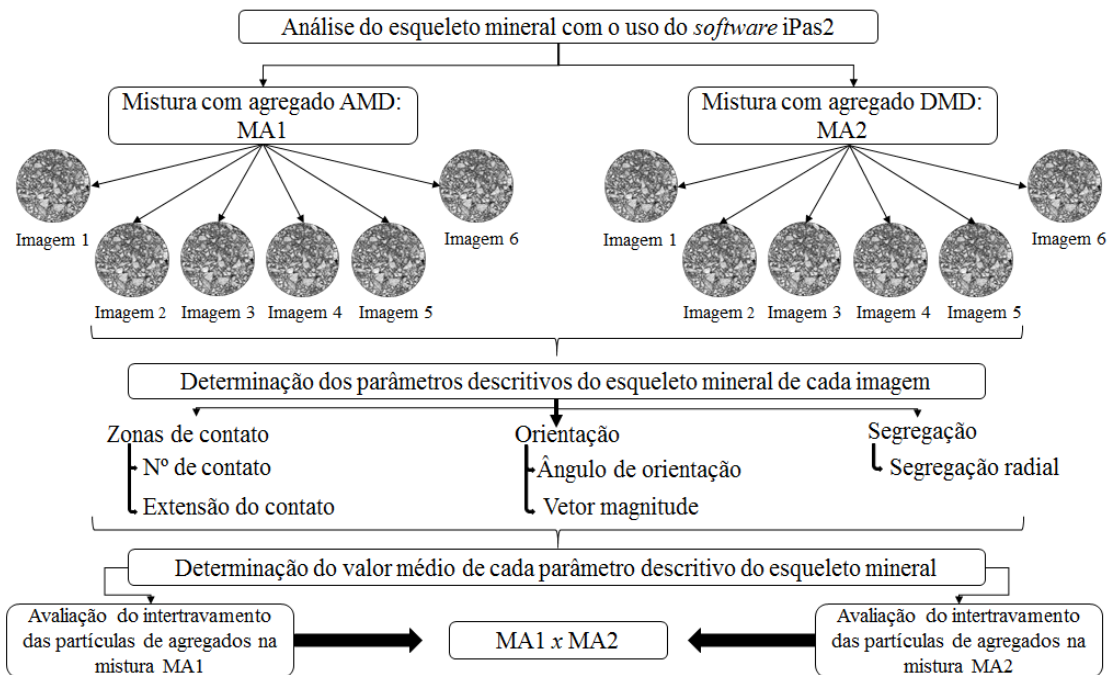 Análise do esqueleto mineral com o uso do software iPas2
Mistura com agregado AMD:
MA1
Mistura com agregado DMD:
MA2
Imagem 1
Imagem 2
Imagem 3
Imagem 4
Imagem 5
Imagem 6
Imagem 1
Imagem 2
Imagem 3
Imagem 4
Imagem 5
Imagem 6
Determinação dos parâmetros descritivos do esqueleto mineral de cada imagem
Zonas de contato
Nº de contato
Extensão do contato
Orientação
Ângulo de orientação
Vetor magnitude
Segregação
Segregação radial
Determinação do valor médio de cada parâmetro descritivo do esqueleto mineral
Avaliação do intertravamento
das partículas de agregados na
mistura MA1
MA1 x MA2
Avaliação do intertravamento
das partículas de agregados na
mistura MA2